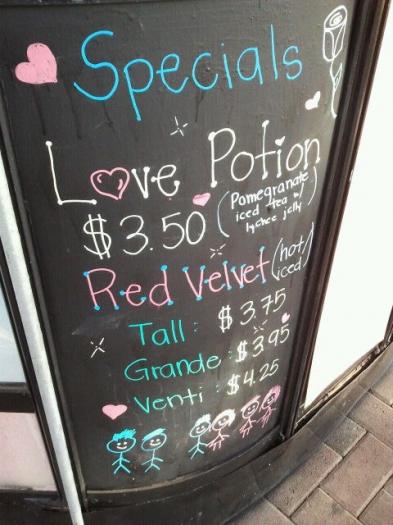 Specials
Love Potion
$3.50 (Pomegranate
iced tea w/
lychee jelly)
Red Velvet (hot/
iced)
Tall: $3.75
Grande: $3.95
Venti: $4.25